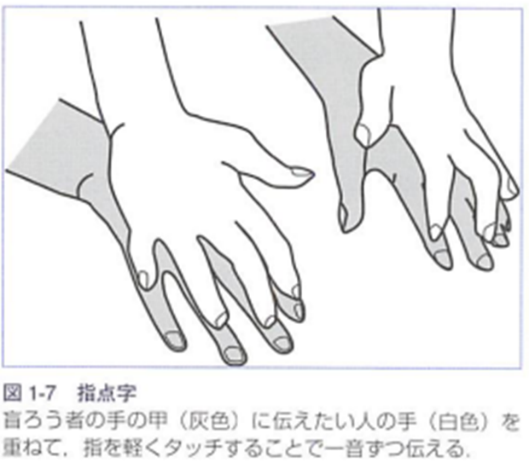 図1-7　指点字
盲ろう者の手の甲（灰色）に伝えたい人の手（白色）を
重ねて，指を軽くタッチすることで一音ずつ伝える．